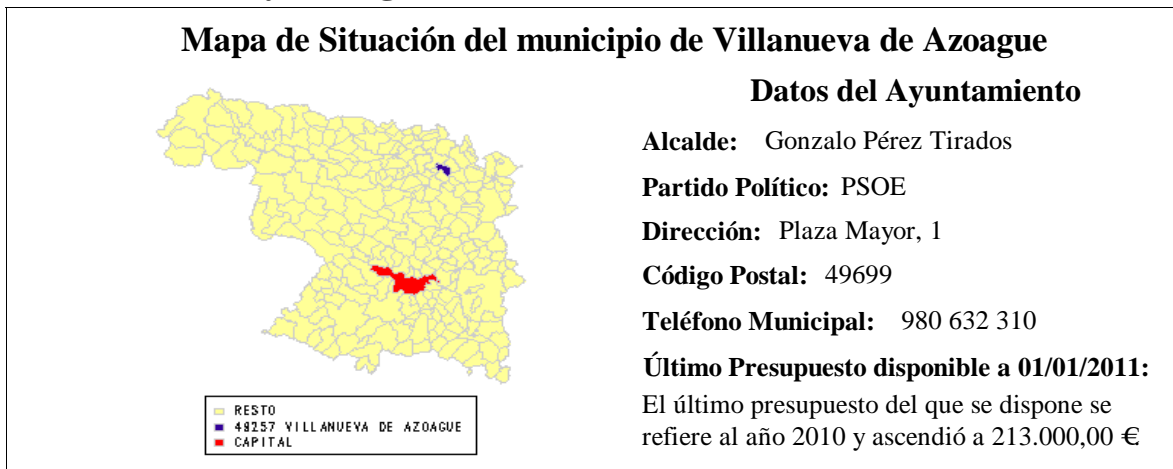 Mapa de Situación del municipio de Villanueva de Azoague
Datos del Ayuntamiento
Alcalde: Gonzalo Pérez Tirados
Partido Político: PSOE
Dirección: Plaza Mayor, 1
Código Postal: 49699
Teléfono Municipal: 980 632 310
Último Presupuesto disponible a 01/01/2011:
El último presupuesto del que se dispone se
refiere al año 2010 y ascendió a 213.000,00 €
RESTO
49257 VILLANUEVA DE AZOAGUE
CAPITAL